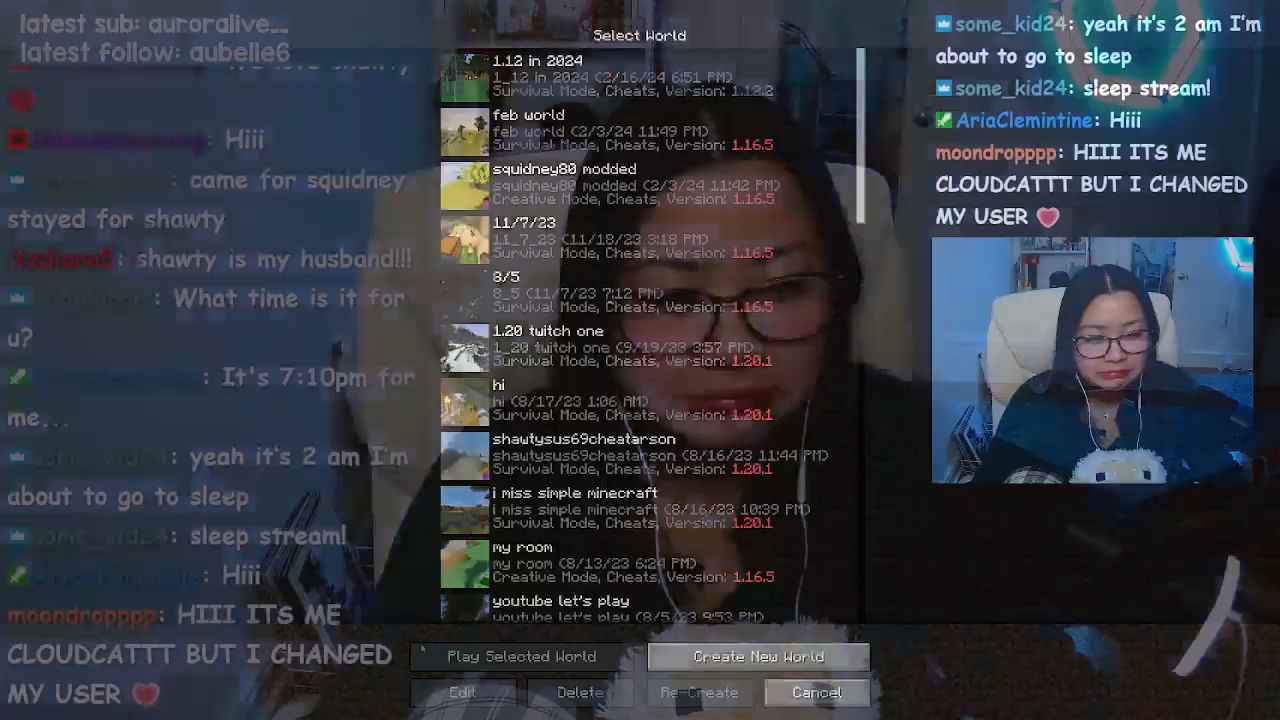 latest sub: auroralive__
latest follow: aubelle6
: Hiii
: came for squidney
stayed for shawty
: shawty is my husband!!!
: What time is it for
u?
: It's 7:10pm for
me...
: yeah it's 2 am I'm
about to go to sleep
: sleep stream!
: Hiii
moondropppp: HIII ITS ME
CLOUDCATTT BUT I CHANGED
MY USER
Select World
1.12 in 2024
1_12 in 2024 (2/16/24 6:51 PM)
Survival Mode, Cheats, Version: 1.12.2
feb world
feb world (2/3/24 11:49 PM)
Survival Mode, Cheats, Version: 1.16.5
squidney80 modded
squidney80 modded (2/3/24 11:42 PM)
Creative Mode, Cheats, Version: 1.16.5
11/7/23
11_7_23 (11/18/23 3:18 PM)
Survival Mode, Cheats, Version: 1.16.5
8/5
8_5 (11/7/23 7:12 PM)
Survival Mode, Cheats, Version: 1.16.5
1.20 twitch one
1_20 twitch one (9/19/23 3:57 PM)
Survival Mode, Cheats, Version: 1.20.1
hi
hi (8/17/23 1:06 AM)
Survival Mode, Cheats, Version: 1.20.1
shawtysus69cheatarson
shawtysus69cheatarson (8/16/23 11:44 PM)
Survival Mode, Cheats, Version: 1.20.1
i miss simple minecraft
i miss simple minecraft (8/16/23 10:39 PM)
Survival Mode, Cheats, Version: 1.20.1
my room
my room (8/13/23 6:24 PM)
Creative Mode, Cheats, Version: 1.16.5
youtube let's play
youtube let's play (8/5/23 9:53 PM)
Play Selected World
Create New World
Edit
Delete
Re-Create
Cancel
some_kid24: yeah it's 2 am I'm
about to go to sleep
some_kid24: sleep stream!
AriaClemintine: Hiii
moondropppp: HIII ITS ME
CLOUDCATTT BUT I CHANGED
MY USER